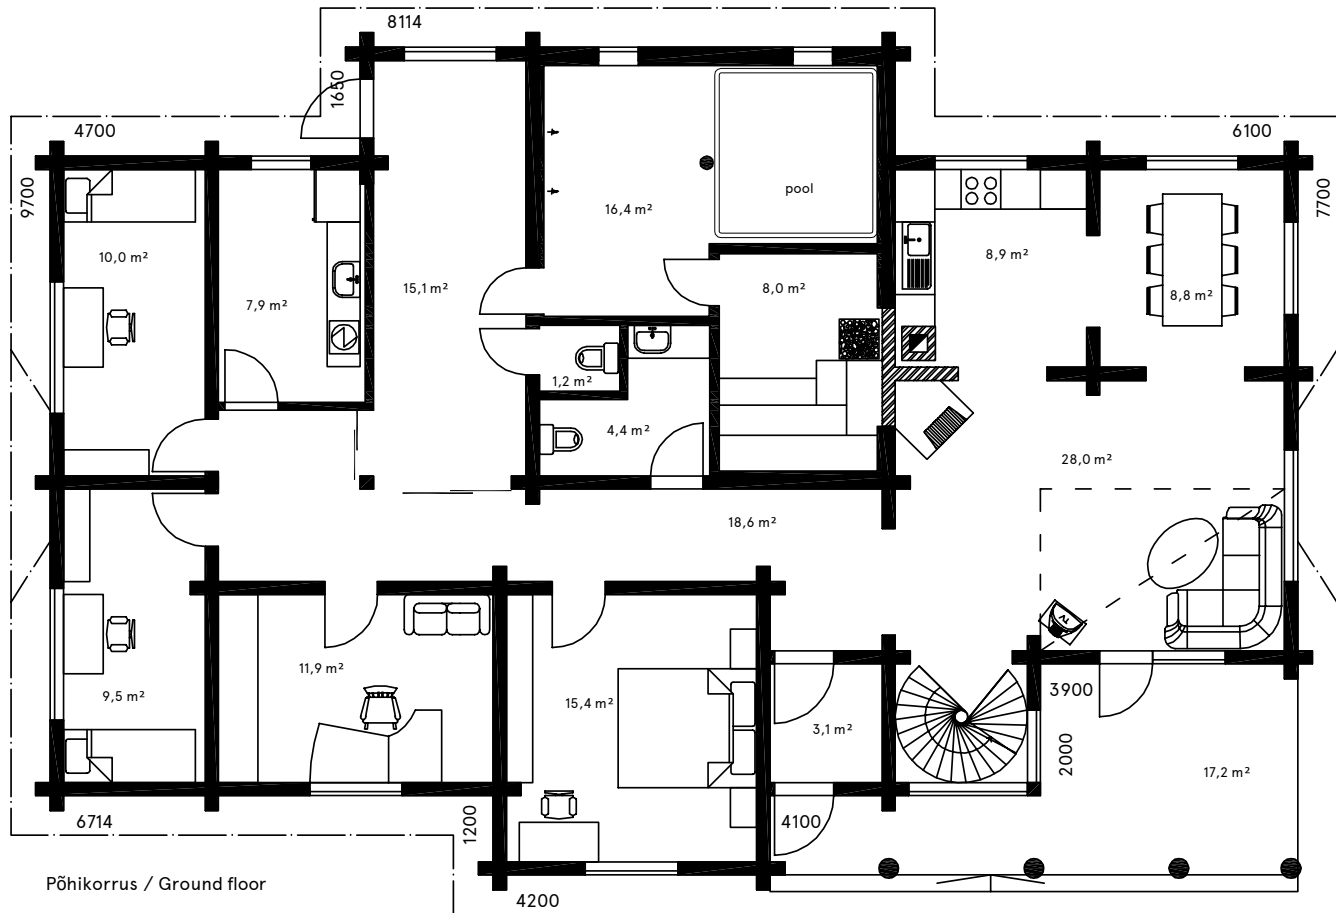 8114
1650
4700
6100
9700
7700
pool
16,4 m²
10,0 m²
8,9 m²
15,1 m²
8,0 m²
8,8 m²
7,9 m²
1,2 m²
4,4 m²
28,0 m²
18,6 m²
TV
11,9 m²
9,5 m²
15,4 m²
3900
3,1 m²
2000
17,2 m²
6714
1200
4100
Põhikorrus / Ground floor
4200